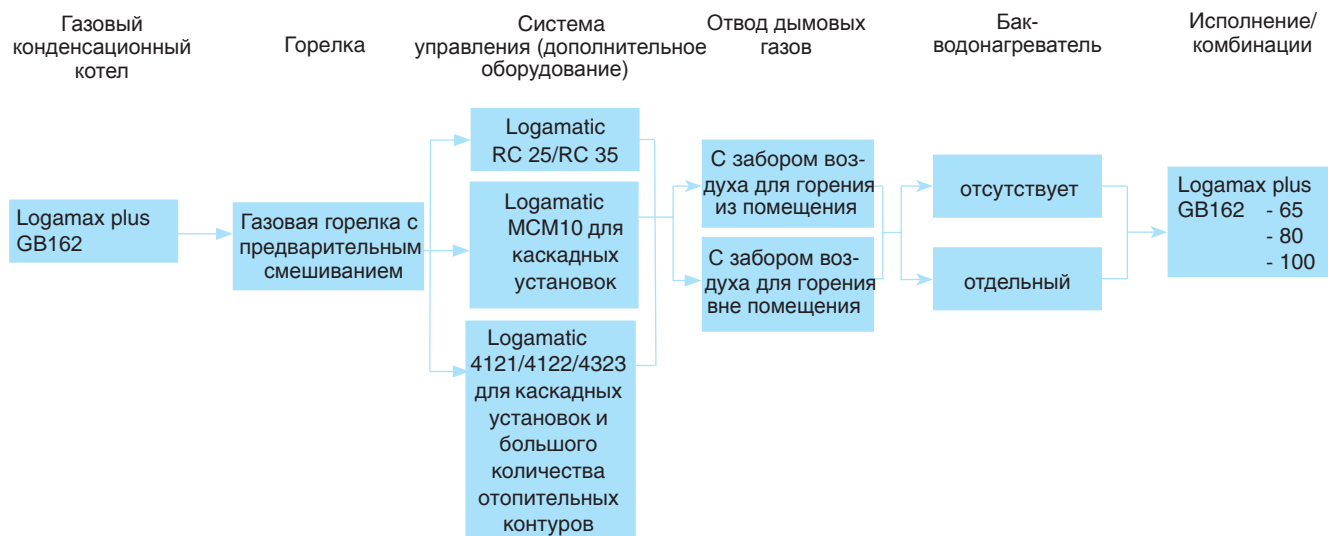 Газовый
конденсационный
котел
Горелка
Система
управления (дополнительное
оборудование)
Отвод дымовых
газов
Бак-
водонагреватель
Исполнение/
комбинации
Logamax plus
GB162
Газовая горелка с
предварительным
смешиванием
Logamatic
RC 25/RC 35
Logamatic
MCM10 для
каскадных
установок
Logamatic
4121/4122/4323
для каскадных
установок и
большого
количества
отопительных
контуров
С забором воз-
духа для горения
из помещения
С забором воз-
духа для горения
вне помещения
отсутствует
отдельный
Logamax plus
GB162 - 65
- 80
- 100